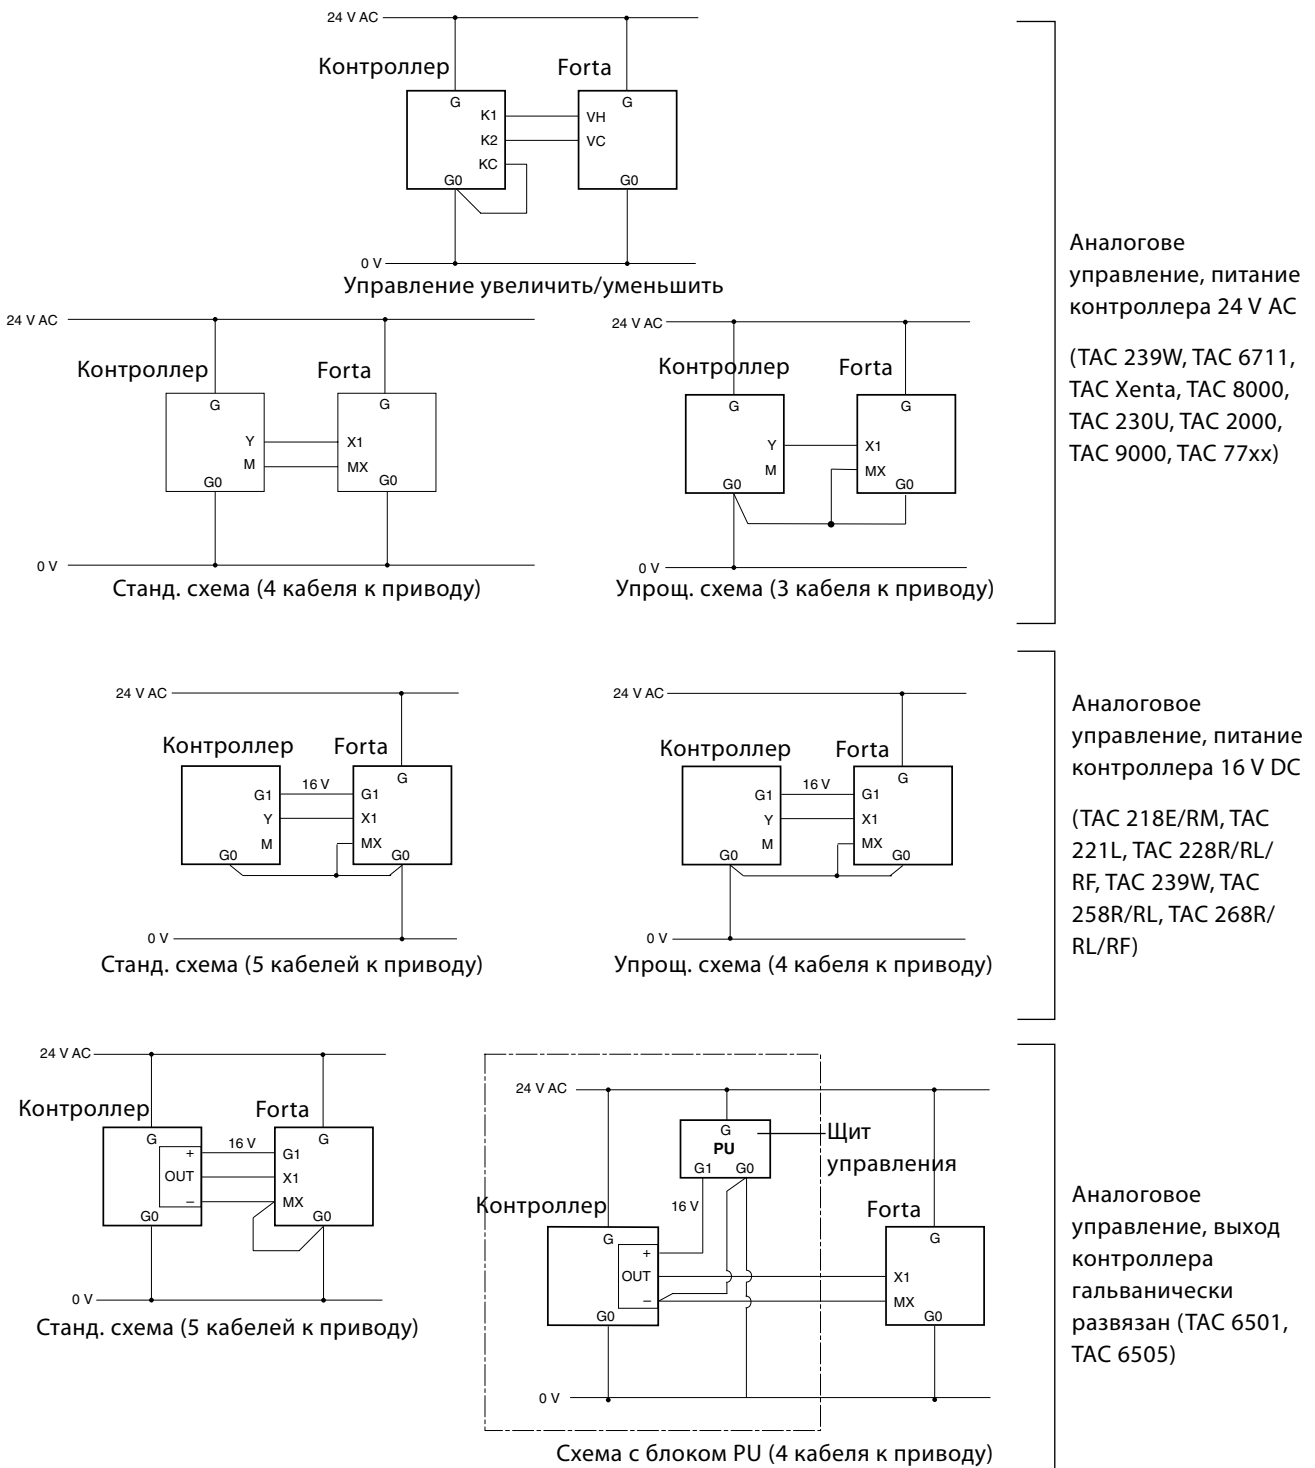 24 V AC
Контроллер Forta
G G
K1 VH
K2 VC
KC
G0 G0
0 V
Управление увеличить/уменьшить
24 V AC
Контроллер Forta
G G
Y X1
M MX
G0 G0
0 V
Станд. схема (4 кабеля к приводу)
24 V AC
Контроллер Forta
G G
Y X1
M MX
G0 G0
0 V
Упрощ. схема (3 кабеля к приводу)
Аналогове
управление, питание
контроллера 24 V AC
(TAC 239W, TAC 6711,
TAC Xenta, TAC 8000,
TAC 230U, TAC 2000,
TAC 9000, TAC 77xx)
24 V AC
Контроллер Forta
G
G1 16 V G1
Y X1
M MX
G0 G0
0 V
Станд. схема (5 кабелей к приводу)
24 V AC
Контроллер Forta
G
G1 16 V G1
Y X1
M MX
G0 G0
0 V
Упрощ. схема (4 кабеля к приводу)
Аналоговое
управление, питание
контроллера 16 V DC
(TAC 218E/RM, TAC
221L, TAC 228R/RL/
RF, TAC 239W, TAC
258R/RL, TAC 268R/
RL/RF)
24 V AC
Контроллер Forta
G G
+ 16 V G1
OUT X1
– MX
G0 G0
0 V
Станд. схема (5 кабелей к приводу)
24 V AC
G
PU
G1 G0
Щит
управления
Контроллер 16 V Forta
G G
+
OUT X1
– MX
G0 G0
0 V
Схема с блоком PU (4 кабеля к приводу)
Аналоговое
управление, выход
контроллера
гальванически
развязан (TAC 6501,
TAC 6505)